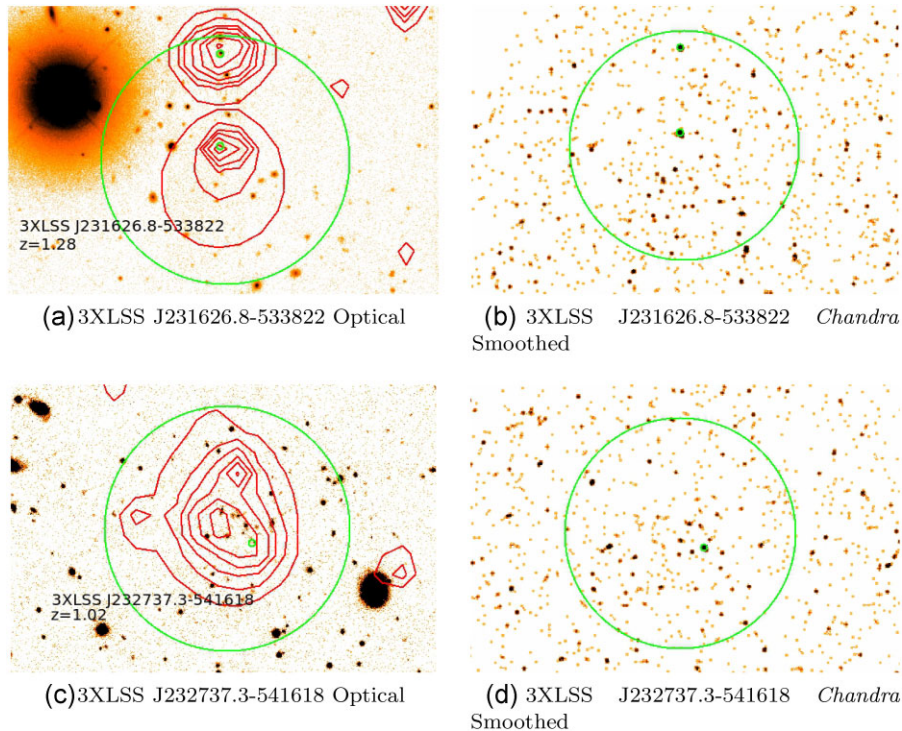 3XLSS J231626.8-533822
z=1.28
(a) 3XLSS J231626.8-533822 Optical
(b) 3XLSS J231626.8-533822 Chandra
Smoothed
3XLSS J232737.3-541618
z=1.02
(c) 3XLSS J232737.3-541618 Optical
(d) 3XLSS J232737.3-541618 Chandra
Smoothed